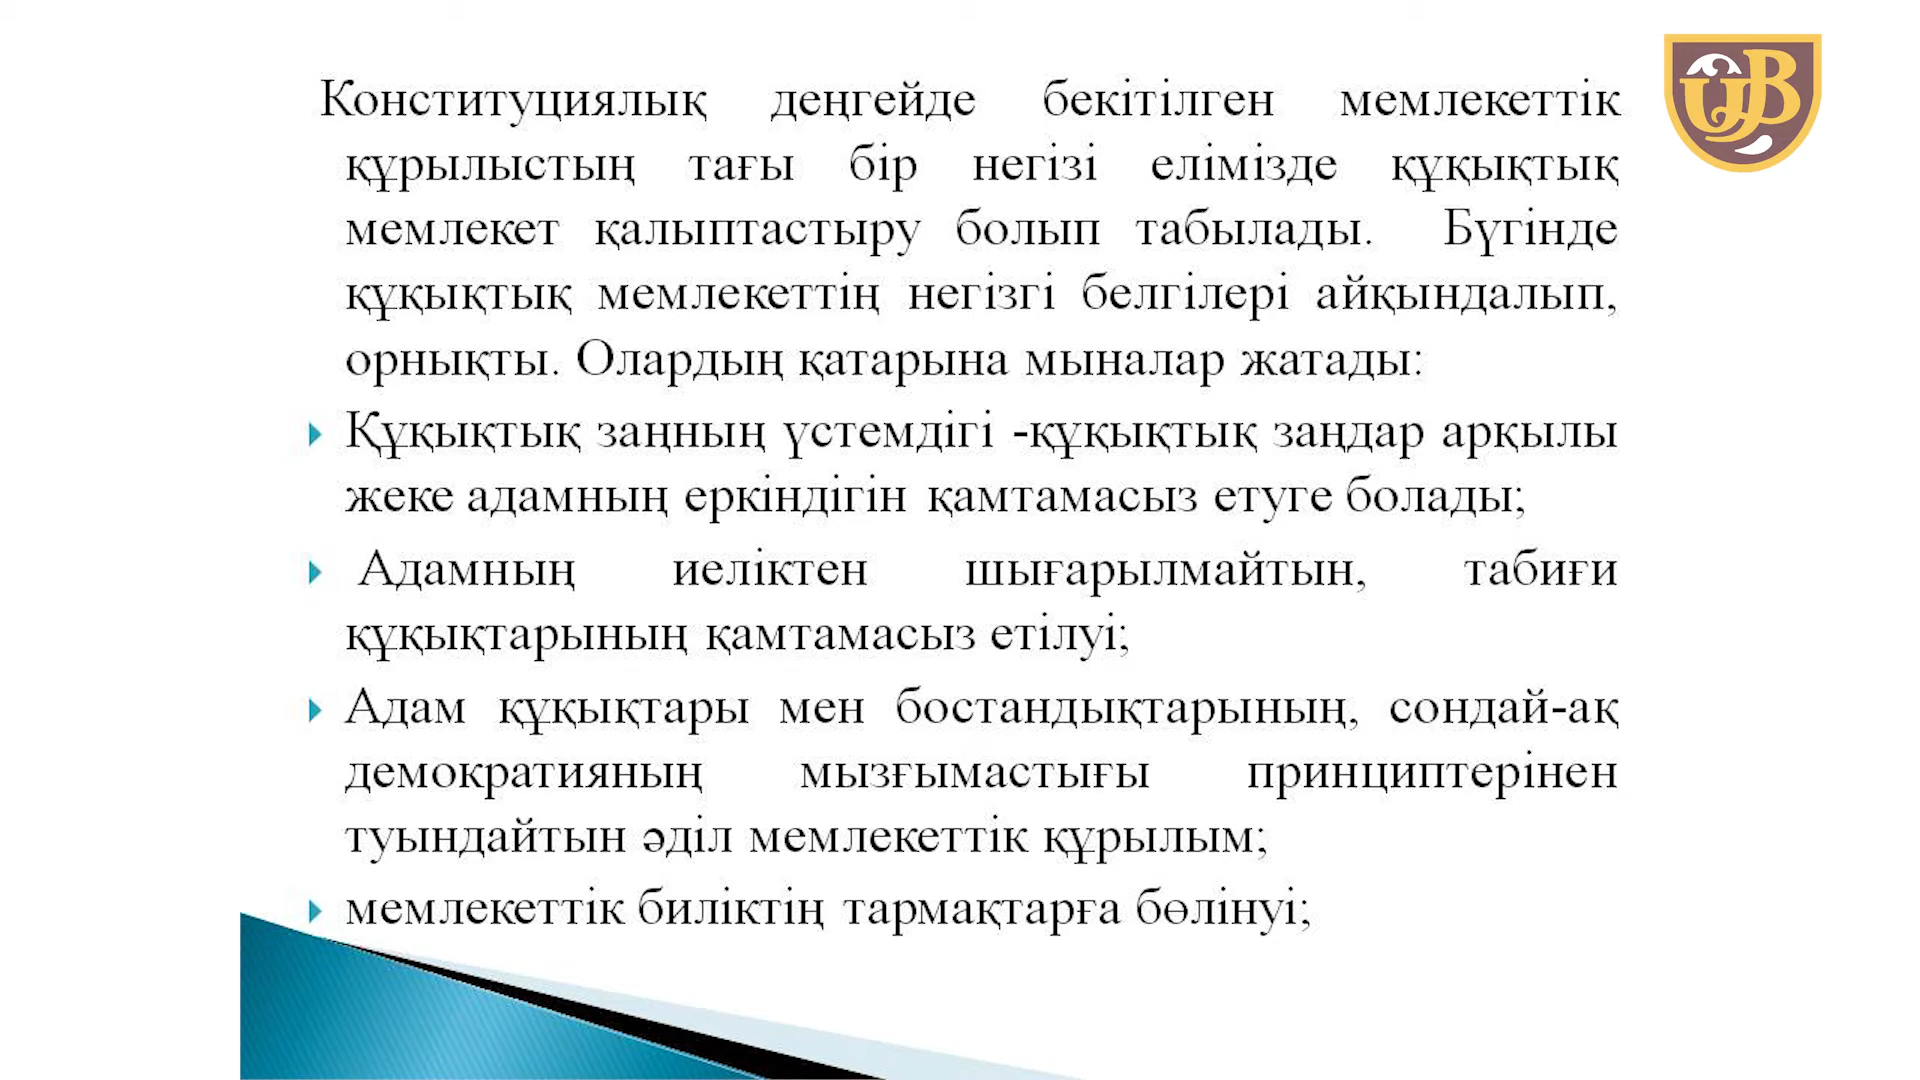 Конституциялық деңгейде бекітілген мемлекеттік
құрылыстың тағы бір негізі елімізде құқықтық
мемлекет қалыптастыру болып табылады. Бүгінде
құқықтық мемлекеттің негізгі белгілері айқындалып,
орнықты. Олардың қатарына мыналар жатады:
Құқықтық заңның үстемдігі -құқықтық заңдар арқылы
жеке адамның еркіндігін қамтамасыз етуге болады;
Адамның иеліктен шығарылмайтын, табиғи
құқықтарының қамтамасыз етілуі;
Адам құқықтары мен бостандықтарының, сондай-ақ
демократияның мызғымастығы принциптерінен
туындайтын әділ мемлекеттік құрылым;
мемлекеттік биліктің тармақтарға бөлінуі;